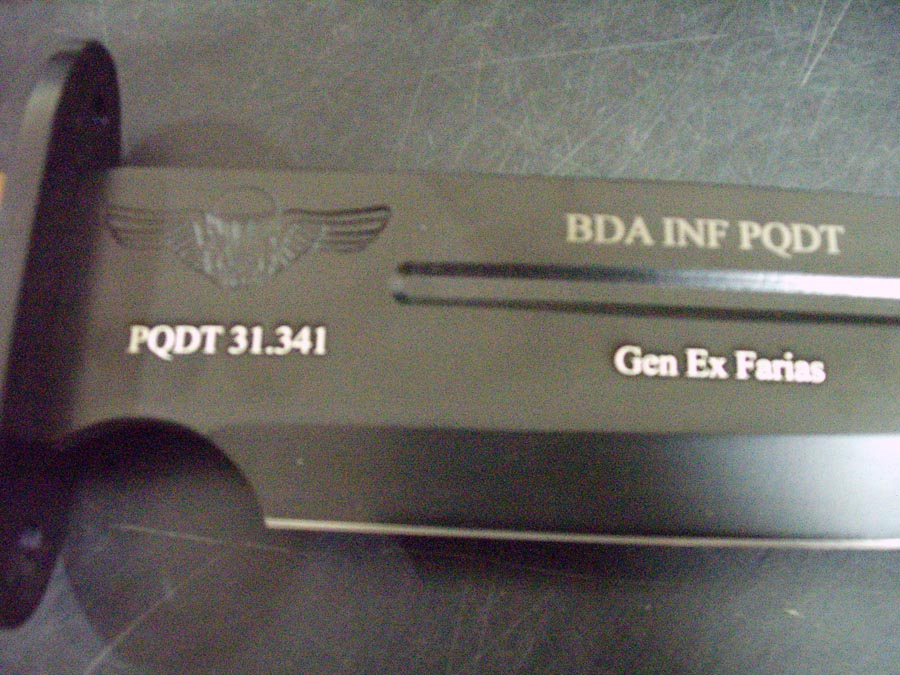 BDA INF PQDT
PQDT 31.341
Gen Ex Farias